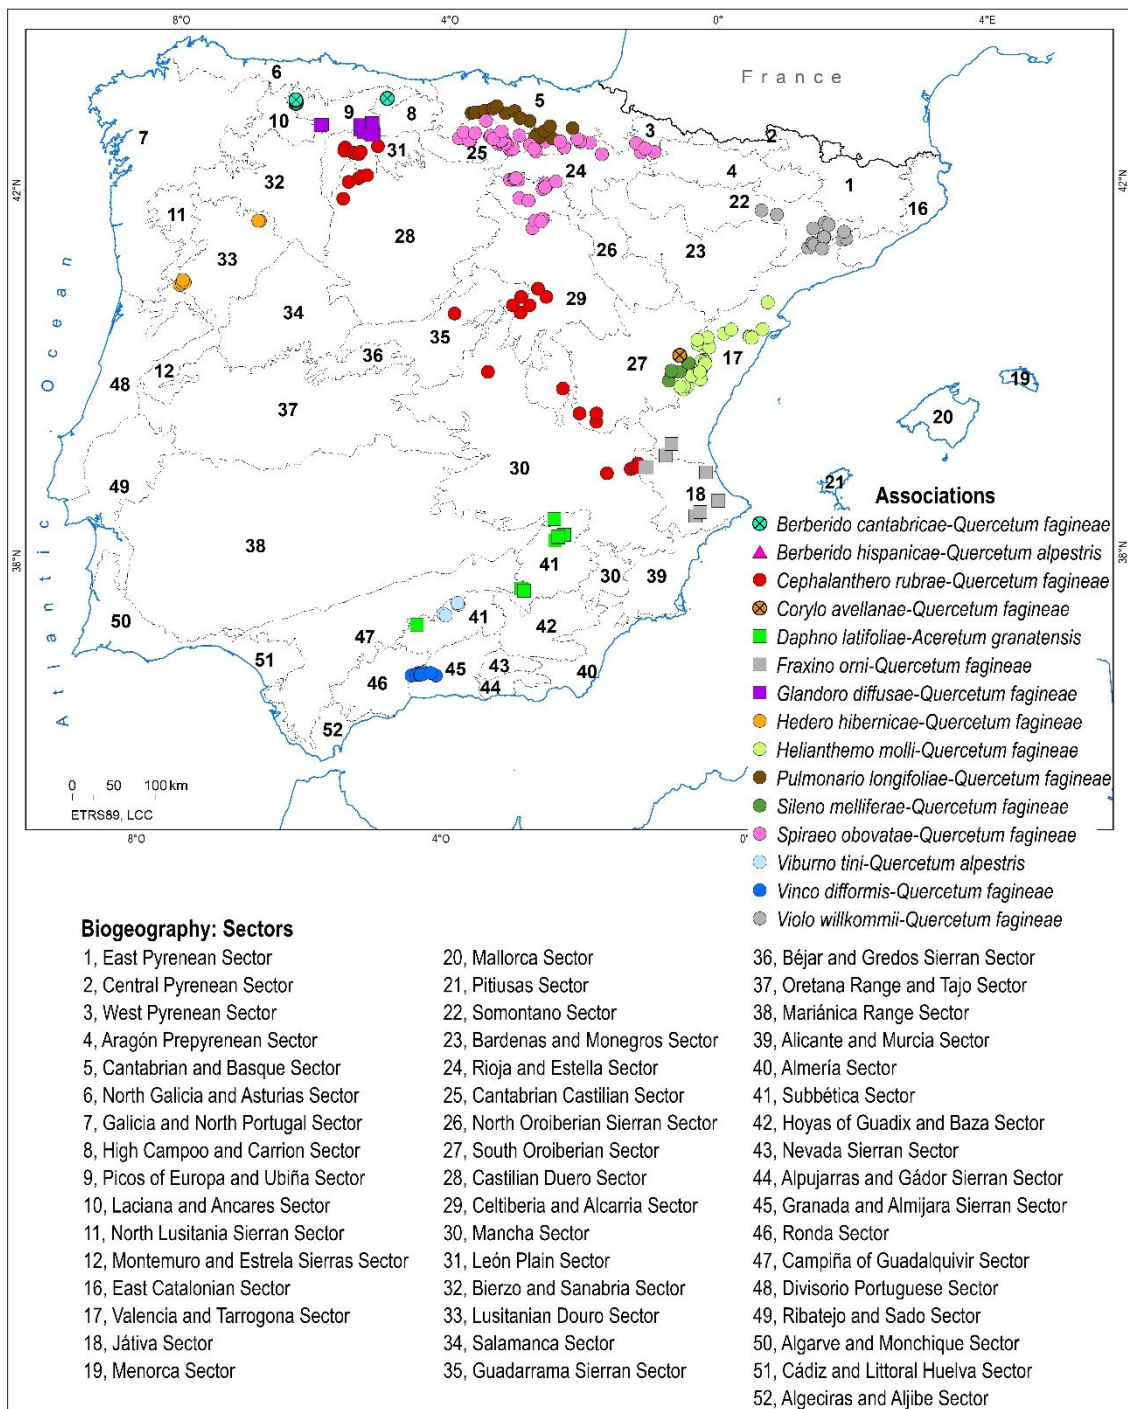 8°O 4°O 0° 4°E
France
6
5
10 9 8
7
3
2
31
25
24
4
1
42°N
42°N
32
22
16
11
28
33
26
23
34
29
35
36
27
17
12
48
19
37
20
30
49
18
21
38
41
30
39
38°N
38°N
50
41
42
47
51
45
43
40
46
44
52
Atlantic Ocean
0 50 100 km
ETRS89, LCC
8°O 4°O 0°
Associations
Berberido cantabricae-Quercetum fagineae
Berberido hispanicae-Quercetum alpestris
Cephalanthero rubrae-Quercetum fagineae
Corylo avellanae-Quercetum fagineae
Daphno latifoliae-Aceretum granatensis
Fraxino orni-Quercetum fagineae
Glandoro diffusae-Quercetum fagineae
Hedero hibernicae-Quercetum fagineae
Helianthemo molli-Quercetum fagineae
Pulmonario longifoliae-Quercetum fagineae
Sileno melliferae-Quercetum fagineae
Spiraeo obovatae-Quercetum fagineae
Viburno tini-Quercetum alpestris
Vinco difformis-Quercetum fagineae
Violo willkommii-Quercetum fagineae
Biogeography: Sectors
1, East Pyrenean Sector
2, Central Pyrenean Sector
3, West Pyrenean Sector
4, Aragón Prepyrenean Sector
5, Cantabrian and Basque Sector
6, North Galicia and Asturias Sector
7, Galicia and North Portugal Sector
8, High Campoo and Carrion Sector
9, Picos of Europa and Ubiña Sector
10, Laciana and Ancares Sector
11, North Lusitania Sierran Sector
12, Montemuro and Estrela Sierras Sector
16, East Catalonian Sector
17, Valencia and Tarrogona Sector
18, Játiva Sector
19, Menorca Sector
20, Mallorca Sector
21, Pitiusas Sector
22, Somontano Sector
23, Bardenas and Monegros Sector
24, Rioja and Estella Sector
25, Cantabrian Castilian Sector
26, North Oroiberian Sierran Sector
27, South Oroiberian Sector
28, Castilian Duero Sector
29, Celtiberia and Alcarria Sector
30, Mancha Sector
31, León Plain Sector
32, Bierzo and Sanabria Sector
33, Lusitanian Douro Sector
34, Salamanca Sector
35, Guadarrama Sierran Sector
36, Béjar and Gredos Sierran Sector
37, Oretana Range and Tajo Sector
38, Mariánica Range Sector
39, Alicante and Murcia Sector
40, Almería Sector
41, Subbética Sector
42, Hoyas of Guadix and Baza Sector
43, Nevada Sierran Sector
44, Alpujarras and Gádor Sierran Sector
45, Granada and Almijara Sierran Sector
46, Ronda Sector
47, Campiña of Guadalquivir Sector
48, Divisorio Portuguese Sector
49, Ribatejo and Sado Sector
50, Algarve and Monchique Sector
51, Cádiz and Littoral Huelva Sector
52, Algeciras and Aljibe Sector